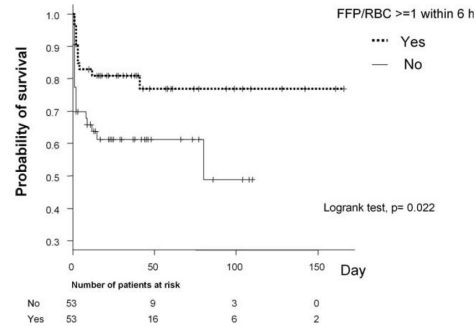 FFP/RBC >=1 within 6 h
Yes
No
Probability of survival
1.0
0.9
0.8
0.7
0.6
0.5
0.4
0.3
Logrank test, p= 0.022
0 50 100 150 Day
Number of patients at risk
No 53 9 3 0
Yes 53 16 6 2